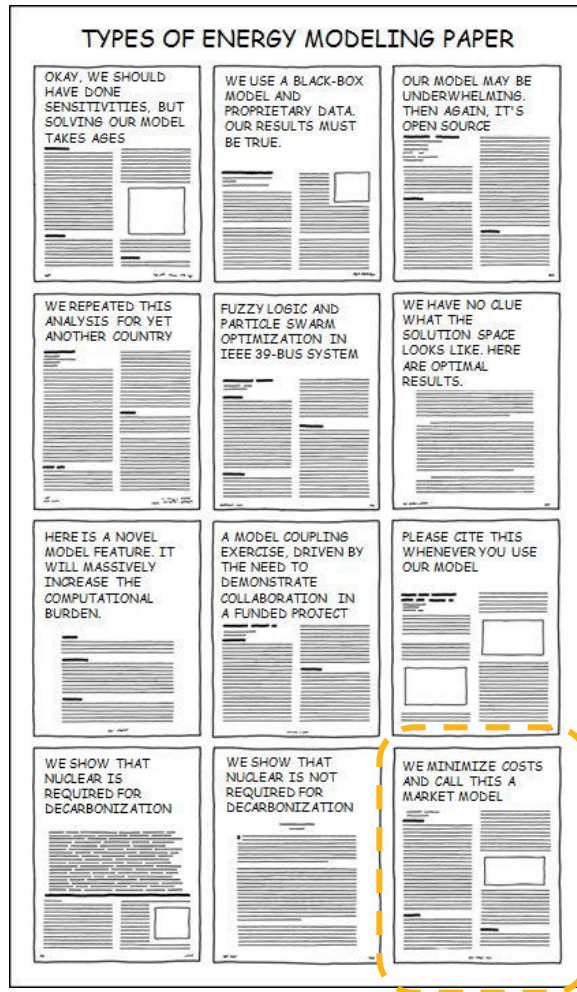 TYPES OF ENERGY MODELING PAPER
OKAY, WE SHOULD
HAVE DONE
SENSITIVITIES, BUT
SOLVING OUR MODEL
TAKES AGES
WE USE A BLACK-BOX
MODEL AND
PROPRIETARY DATA.
OUR RESULTS MUST
BE TRUE.
OUR MODEL MAY BE
UNDERWHELMING.
THEN AGAIN, IT'S
OPEN SOURCE
WE REPEATED THIS
ANALYSIS FOR YET
ANOTHER COUNTRY
FUZZY LOGIC AND
PARTICLE SWARM
OPTIMIZATION IN
IEEE 39-BUS SYSTEM
WE HAVE NO CLUE
WHAT THE
SOLUTION SPACE
LOOKS LIKE. HERE
ARE OPTIMAL
RESULTS.
HERE IS A NOVEL
MODEL FEATURE. IT
WILL MASSIVELY
INCREASE THE
COMPUTATIONAL
BURDEN.
A MODEL COUPLING
EXERCISE, DRIVEN BY
THE NEED TO
DEMONSTRATE
COLLABORATION IN
A FUNDED PROJECT
PLEASE CITE THIS
WHENEVER YOU USE
OUR MODEL
WE SHOW THAT
NUCLEAR IS
REQUIRED FOR
DECARBONIZATION
WE SHOW THAT
NUCLEAR IS NOT
REQUIRED FOR
DECARBONIZATION
WE MINIMIZE COSTS
AND CALL THIS A
MARKET MODEL